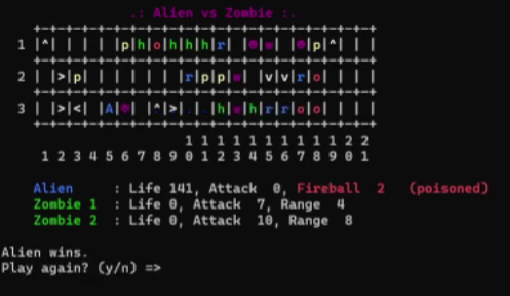 .: Alien vs Zombie :.
+-+-+-+-+-+-+-+-+-+-+-+-+-+-+-+-+-+-+-+-+-+
1 |^| | | | |p|h|o|h|h|h|r| |@|s| |@|p|^| | |
+-+-+-+-+-+-+-+-+-+-+-+-+-+-+-+-+-+-+-+-+-+
2 | |>|p| | | | | | |r|p|p|s| |v|v|r|o| | | |
+-+-+-+-+-+-+-+-+-+-+-+-+-+-+-+-+-+-+-+-+-+
3 | |>|<| |A|@| |^|>|.|.|h|s|h|r|r|o|o| | | |
+-+-+-+-+-+-+-+-+-+-+-+-+-+-+-+-+-+-+-+-+-+
1 1 1 1 1 1 1 1 1 1 2 2
1 2 3 4 5 6 7 8 9 0 1 2 3 4 5 6 7 8 9 0 1
Alien : Life 141, Attack 0, Fireball 2 (poisoned)
Zombie 1 : Life 0, Attack 7, Range 4
Zombie 2 : Life 0, Attack 10, Range 8
Alien wins.
Play again? (y/n) =>